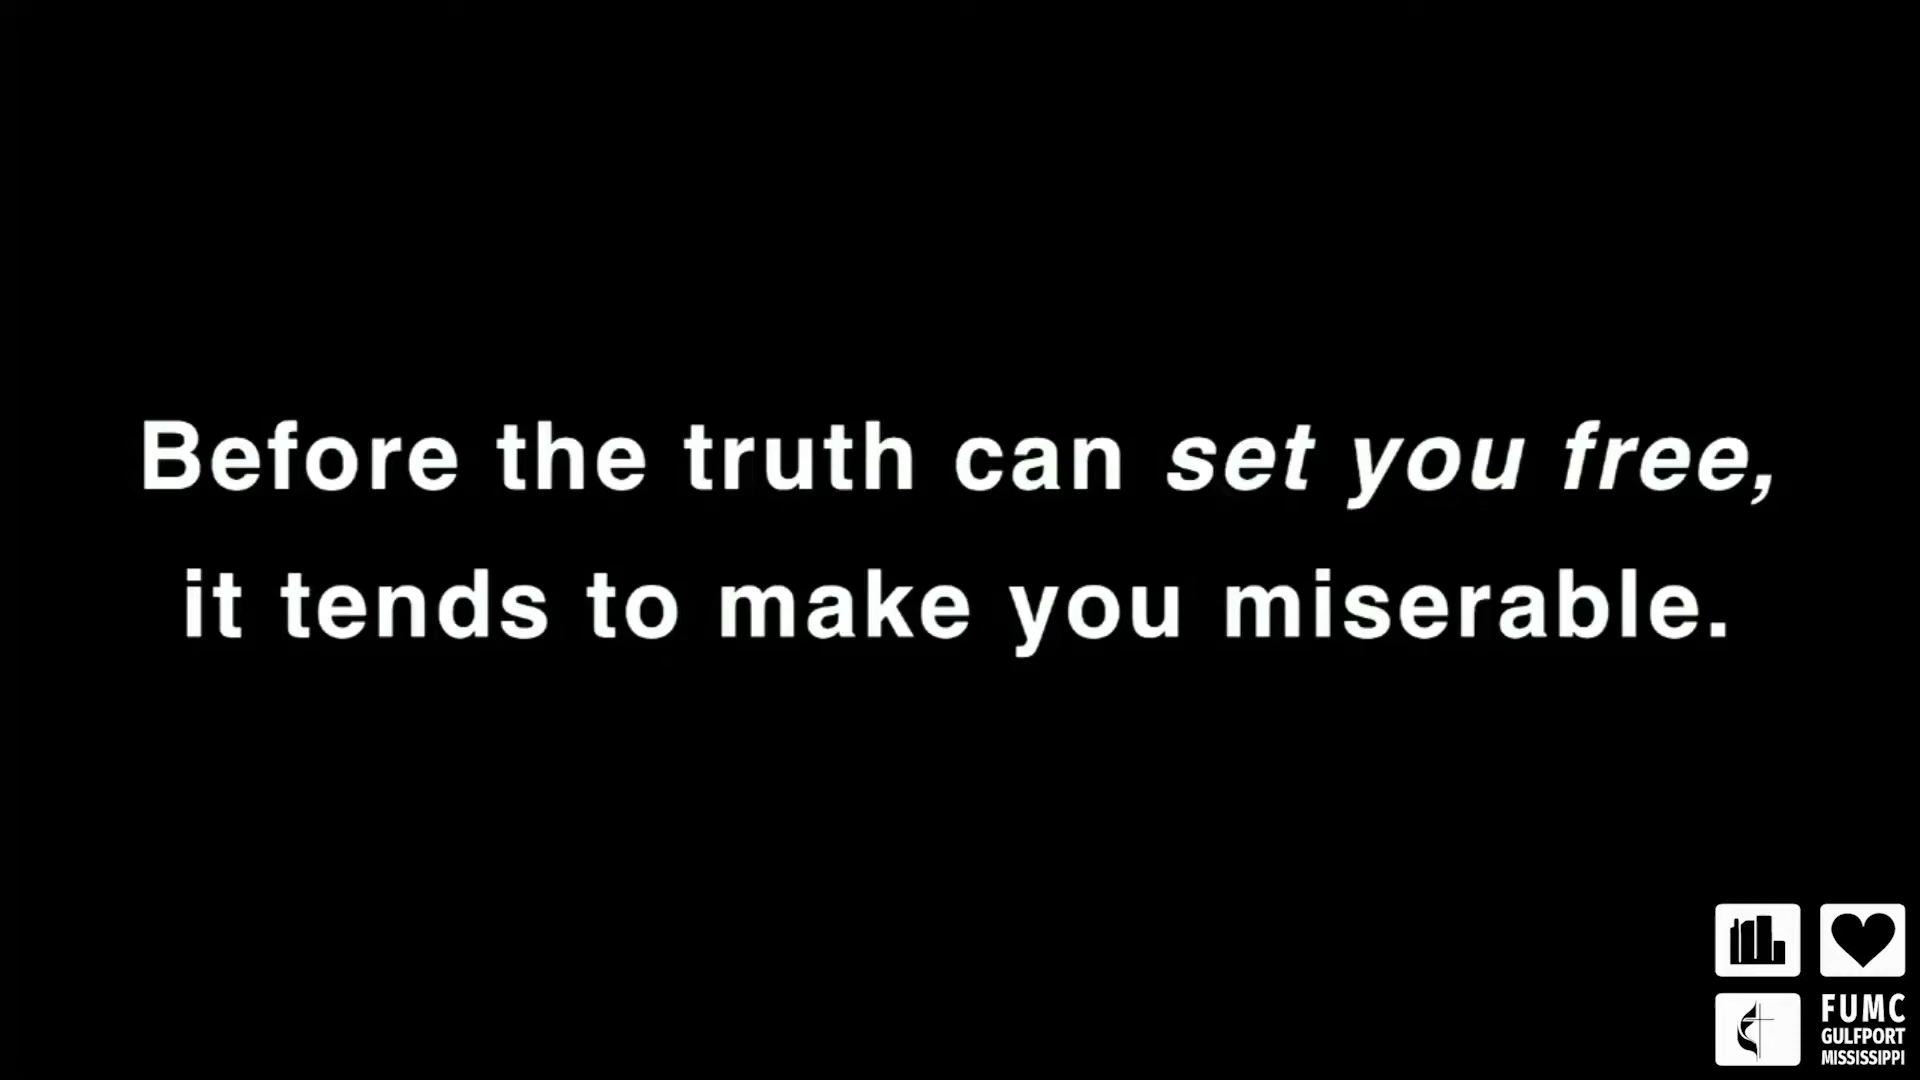 Before the truth can set you free,
it tends to make you miserable.
FUMC
GULFPORT
MISSISSIPPI